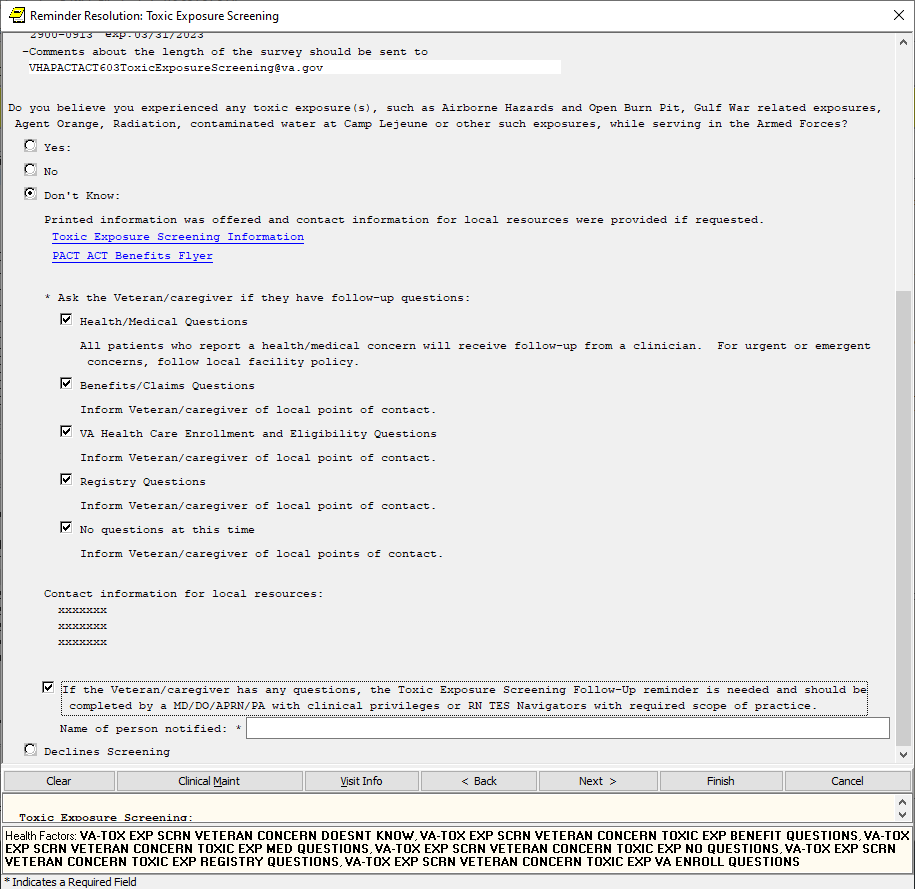 Reminder Resolution: Toxic Exposure Screening
2900-0913 exp.03/31/2023
-Comments about the length of the survey should be sent to
VHAPACTACT603ToxicExposureScreening@va.gov
Do you believe you experienced any toxic exposure(s), such as Airborne Hazards and Open Burn Pit, Gulf War related exposures,
Agent Orange, Radiation, contaminated water at Camp Lejeune or other such exposures, while serving in the Armed Forces?
Yes:
No
Don't Know:
Printed information was offered and contact information for local resources were provided if requested.
Toxic Exposure Screening Information
PACT ACT Benefits Flyer
* Ask the Veteran/caregiver if they have follow-up questions:
Health/Medical Questions
All patients who report a health/medical concern will receive follow-up from a clinician. For urgent or emergent
concerns, follow local facility policy.
Benefits/Claims Questions
Inform Veteran/caregiver of local point of contact.
VA Health Care Enrollment and Eligibility Questions
Inform Veteran/caregiver of local point of contact.
Registry Questions
Inform Veteran/caregiver of local point of contact.
No questions at this time
Inform Veteran/caregiver of local points of contact.
Contact information for local resources:
xxxxxxx
xxxxxxx
xxxxxxx
If the Veteran/caregiver has any questions, the Toxic Exposure Screening Follow-Up reminder is needed and should be
completed by a MD/DO/APRN/PA with clinical privileges or RN TES Navigators with required scope of practice.
Name of person notified: *
Declines Screening
Clear Clinical Maint Visit Info < Back Next > Finish Cancel
Toxic Exposure Screening:
Health Factors: VA-TOX EXP SCRN VETERAN CONCERN DOESNT KNOW, VA-TOX EXP SCRN VETERAN CONCERN TOXIC EXP BENEFIT QUESTIONS, VA-TOX
EXP SCRN VETERAN CONCERN TOXIC EXP MED QUESTIONS, VA-TOX EXP SCRN VETERAN CONCERN TOXIC EXP NO QUESTIONS, VA-TOX EXP SCRN
VETERAN CONCERN TOXIC EXP REGISTRY QUESTIONS, VA-TOX EXP SCRN VETERAN CONCERN TOXIC EXP VA ENROLL QUESTIONS
* Indicates a Required Field